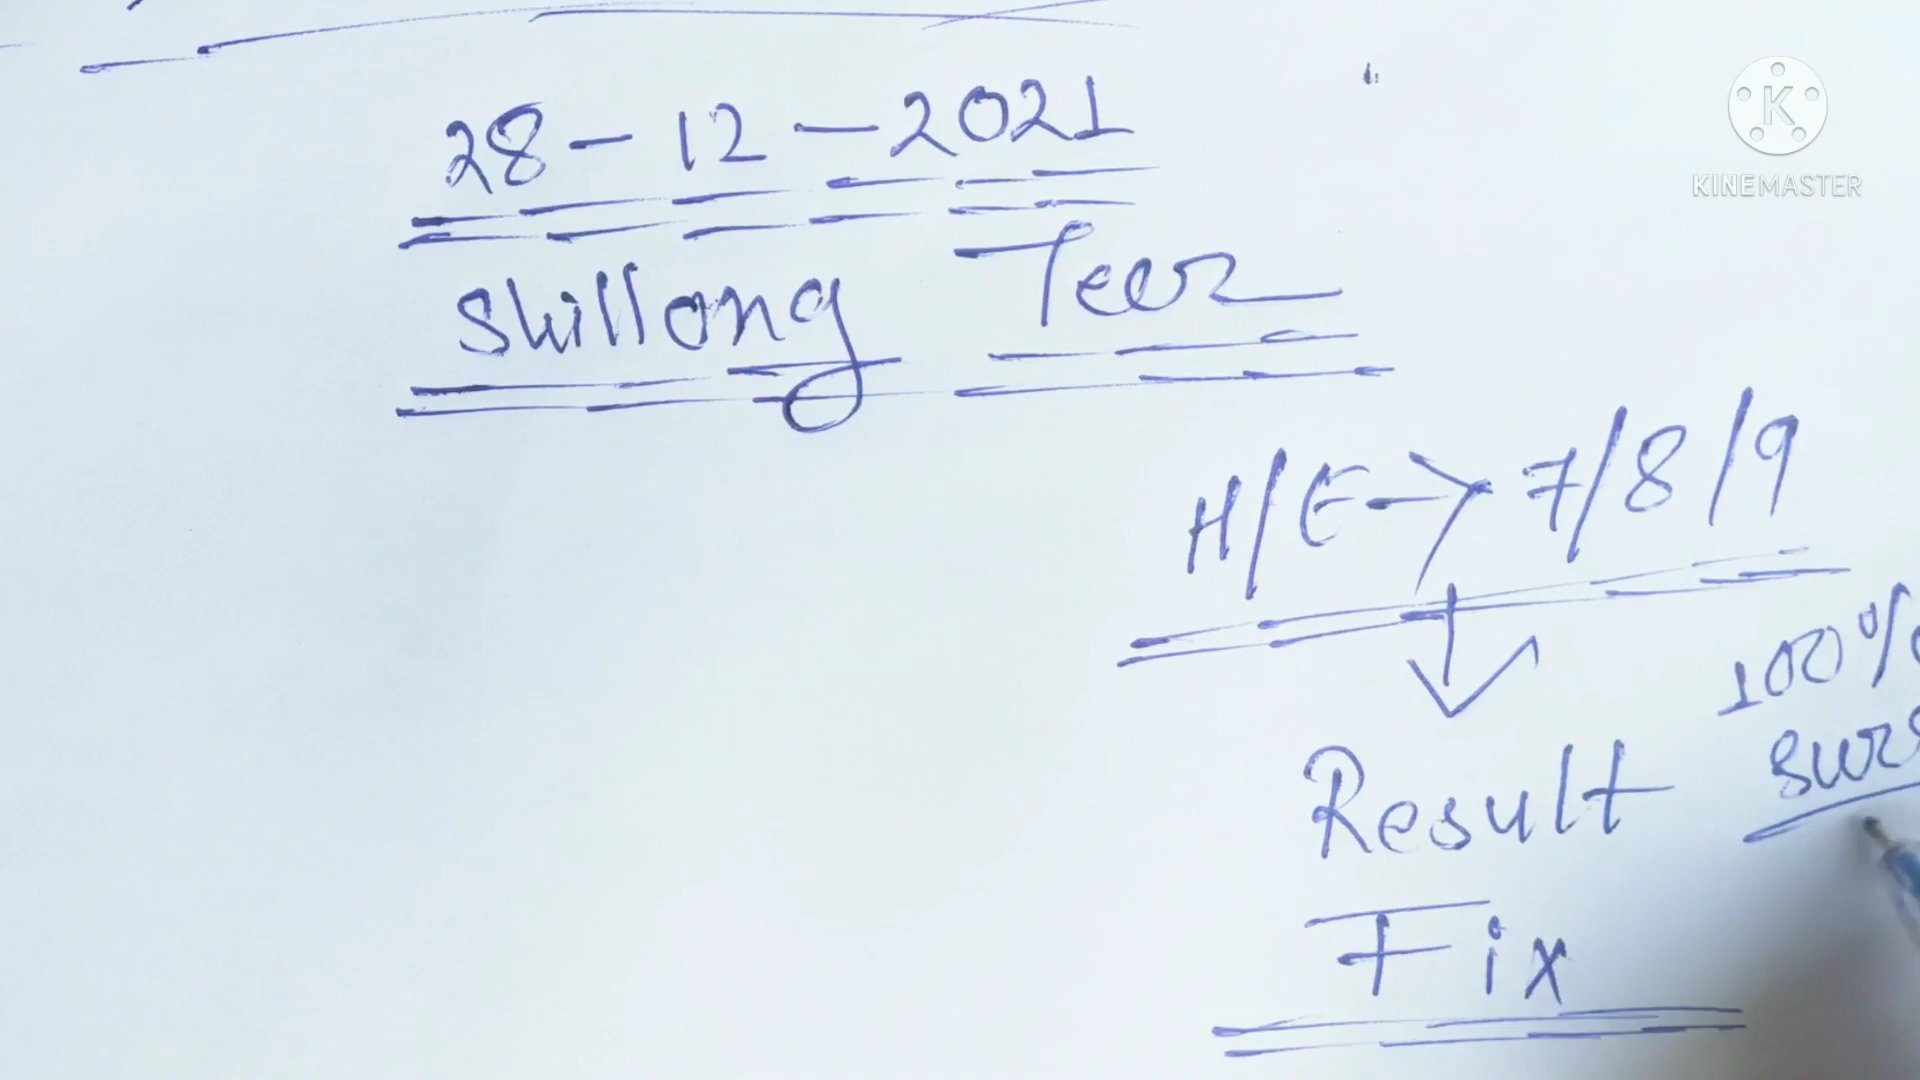 28-12-2021
Shillong Teer
KINEMASTER
H/E → 7/8/9
100%
Result
Fix